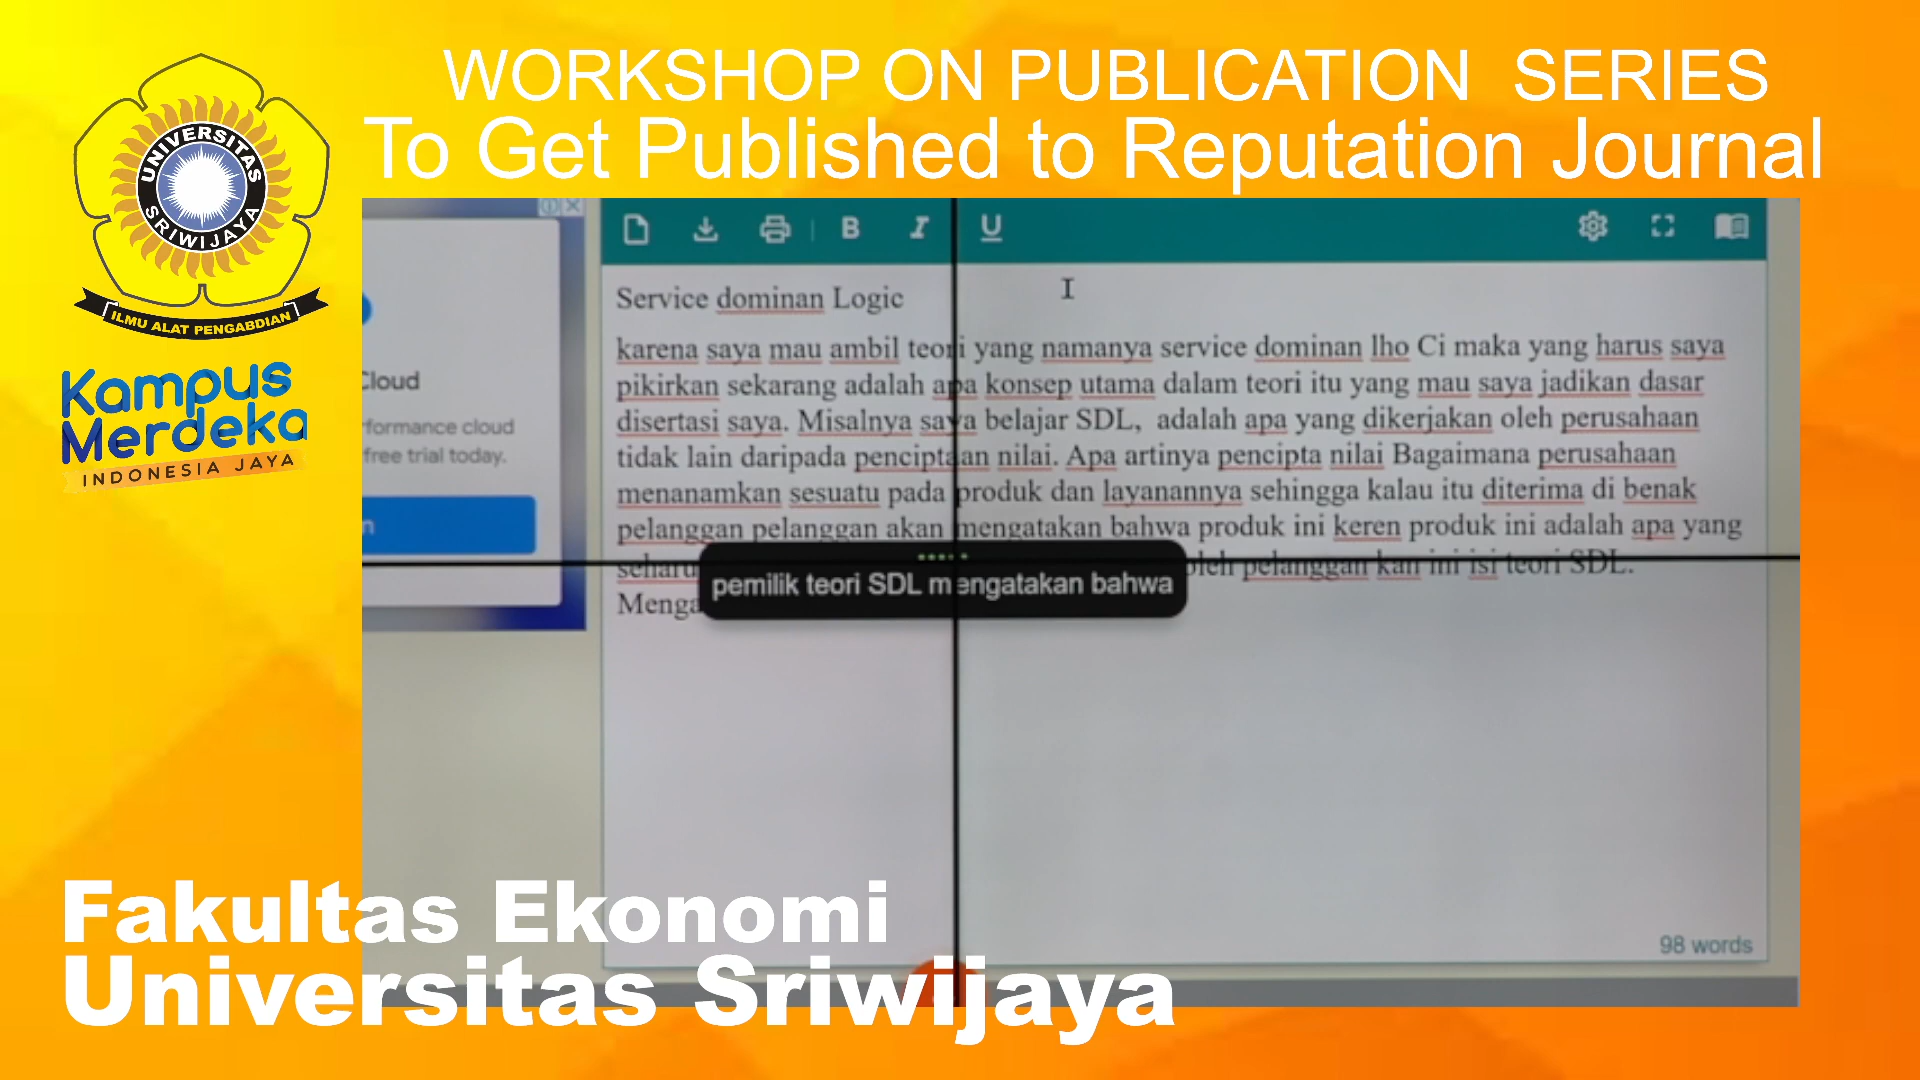 WORKSHOP ON PUBLICATION SERIES
To Get Published to Reputation Journal
UNIVERSITAS
SRIWIJAYA
ILMU ALAT PENGABDIAN
Kampus
Merdeka
INDONESIA JAYA
Cloud
formance cloud
free trial today.
B I U
Service dominan Logic
karena saya mau ambil teori yang namanya service dominan lho Ci maka yang harus saya
pikirkan sekarang adalah apa konsep utama dalam teori itu yang mau saya jadikan dasar
disertasi saya. Misalnya saya belajar SDL, adalah apa yang dikerjakan oleh perusahaan
tidak lain daripada penciptaan nilai. Apa artinya pencipta nilai Bagaimana perusahaan
menanamkan sesuatu pada produk dan layanannya sehingga kalau itu diterima di benak
pelanggan pelanggan akan mengatakan bahwa produk ini keren produk ini adalah apa yang
oleh pelanggan kan ini isi teori SDL.
pemilik teori SDL mengatakan bahwa
98 words
Fakultas Ekonomi
Universitas Sriwijaya